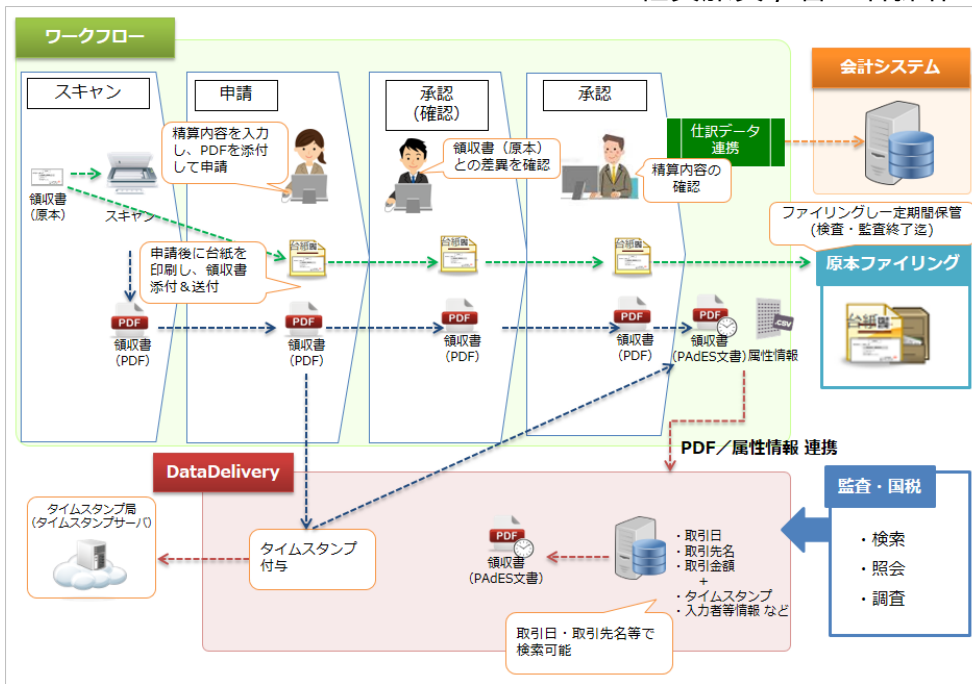 ワークフロー
会計システム
スキャン
申請
承認
(確認)
承認
精算内容を入力
し、PDFを添付
して申請
領収書（原本）
との差異を確認
精算内容の
確認
仕訳データ
連携
領収書
(原本)
スキャン
ファイリングし一定期間保管
(検査・監査終了迄)
申請後に台紙を
印刷し、領収書
添付＆送付
台紙
台紙
台紙
原本ファイリング
台紙
PDF
領収書
(PDF)
PDF
領収書
(PDF)
PDF
領収書
(PDF)
PDF
領収書
(PDF)
PDF
領収書
(PAdES文書)
.CSV
属性情報
PDF／属性情報 連携
DataDelivery
監査・国税
・検索
・照会
・調査
タイムスタンプ局
(タイムスタンプサーバ)
タイムスタンプ
付与
PDF
領収書
(PAdES文書)
・取引日
・取引先名
・取引金額
+
・タイムスタンプ
・入力者等情報 など
取引日・取引先名等で
検索可能